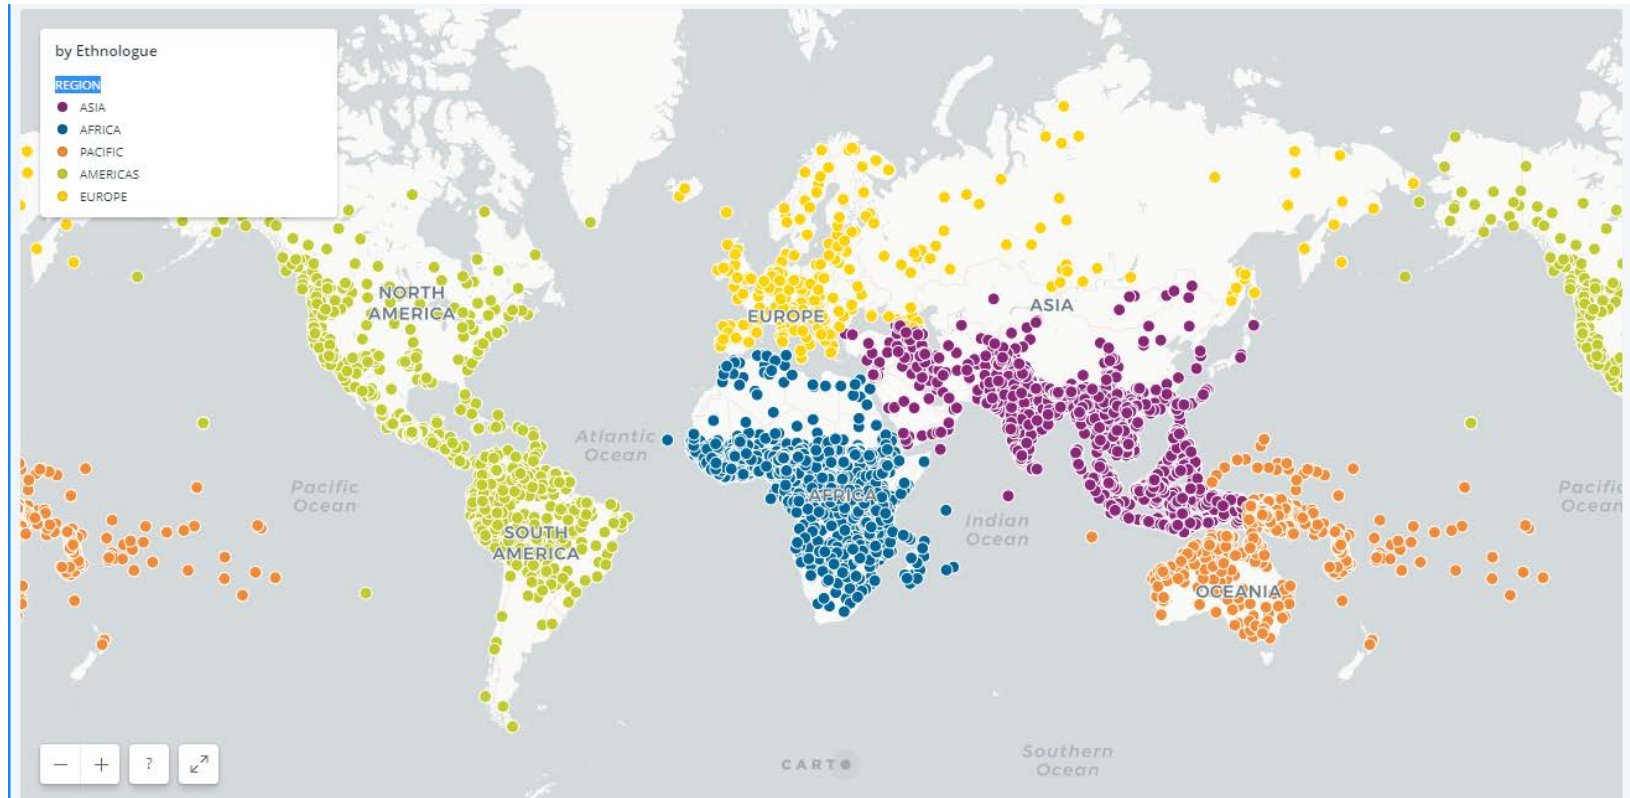 by Ethnologue
REGION
ASIA
AFRICA
PACIFIC
AMERICAS
EUROPE
NORTH
AMERICA
EUROPE
ASIA
Atlantic
Ocean
Pacific
Ocean
AFRICA
Indian
Ocean
Pacific
Ocean
SOUTH
AMERICA
OCEANIA
Southern
Ocean
− + ?
CARTO